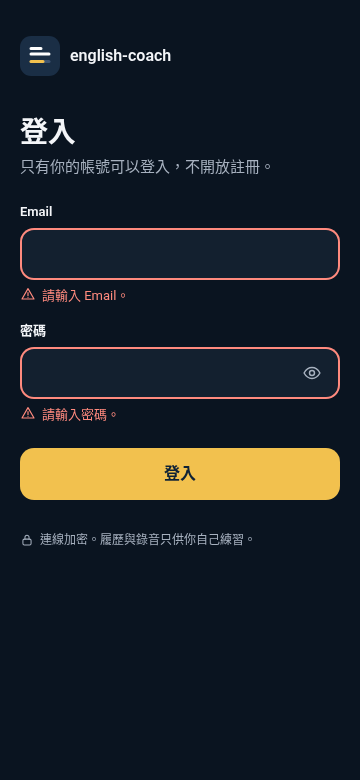 english-coach
登入
只有你的帳號可以登入，不開放註冊。
Email
請輸入 Email。
密碼
請輸入密碼。
登入
連線加密。履歷與錄音只供你自己練習。